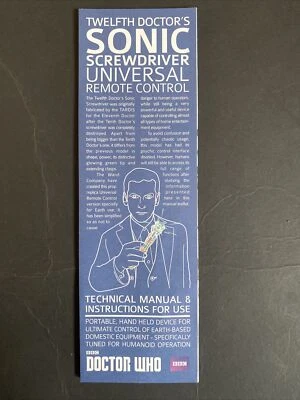 TWELFTH DOCTOR'S
SONIC
SCREWDRIVER
UNIVERSAL
REMOTE CONTROL
The Twelfth Doctor's Sonic
Screwdriver was originally
fabricated by the TARDIS
for the Eleventh Doctor
after the Tenth Doctor's
screwdriver was completely
destroyed. Apart from
being bigger than the Tenth
Doctor's one, it differs from
the previous model in
shape, power, its distinctive
glowing green tip and
extending claws.
The Wand
Company have
created this prop
replica Universal
Remote Control
version specially
for Earth use. It
has been simplified
so as not to
cause
danger to human operators
while still being a very
powerful and useful device
capable of controlling almost
all types of home entertain-
ment equipment.
To avoid confusion and
potentially chaotic usage,
this model has had its
psychic control interface
disabled. However, humans
will still be able to access its
full range of
functions after
studying the
information
presented
here in this
manual leaflet.
TECHNICAL MANUAL &
INSTRUCTIONS FOR USE
PORTABLE, HAND HELD DEVICE FOR
ULTIMATE CONTROL OF EARTH-BASED
DOMESTIC EQUIPMENT - SPECIFICALLY
TUNED FOR HUMANOID OPERATION
BBC
DOCTOR WHO
BBC